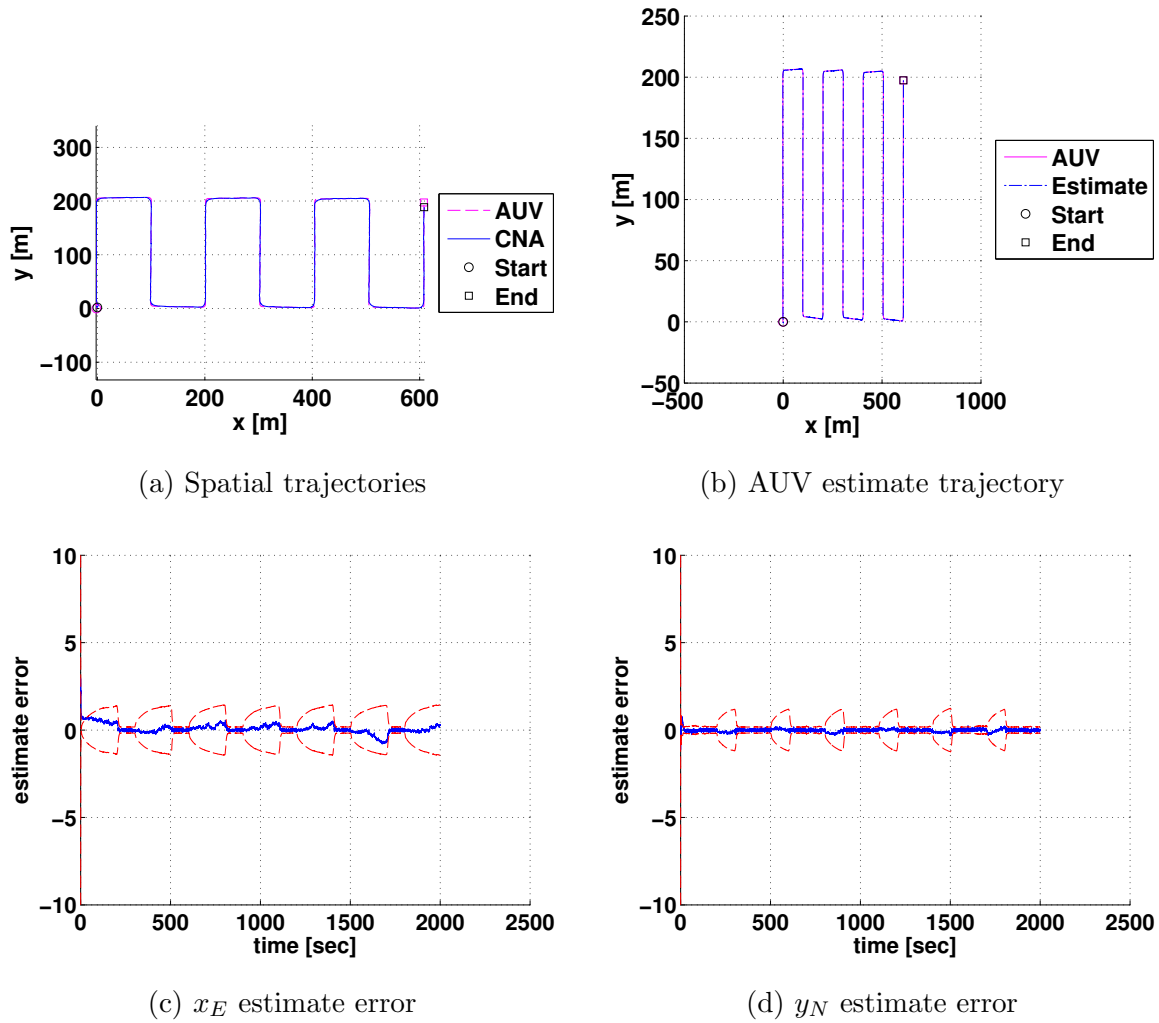 300
200
100
0
−100
0
200
400
600
y [m]
x [m]
AUV
CNA
Start
End
(a) Spatial trajectories
250
200
150
100
50
0
−50
−500
0
500
1000
y [m]
x [m]
AUV
Estimate
Start
End
(b) AUV estimate trajectory
10
5
0
−5
−10
0
500
1000
1500
2000
2500
estimate error
time [sec]
(c) x_E estimate error
10
5
0
−5
−10
0
500
1000
1500
2000
2500
estimate error
time [sec]
(d) y_N estimate error